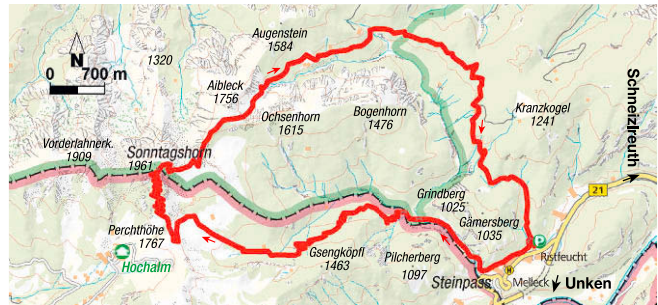 Augenstein
1584
N
0 700 m
1320
Aibleck
1756
Ochsenhorn
1615
Bogenhorn
1476
Kranzkogel
1241
Schneizlreuth
Vorderlahnerk.
1909
Sonntagshorn
1961
21
Grindberg
1025
Gämersberg
1035
Perchthöhe
1767
Hochalm
Gsengköpfl
1463
Pilcherberg
1097
Steinpass
P
Ristfeucht
H
Melleck
Unken